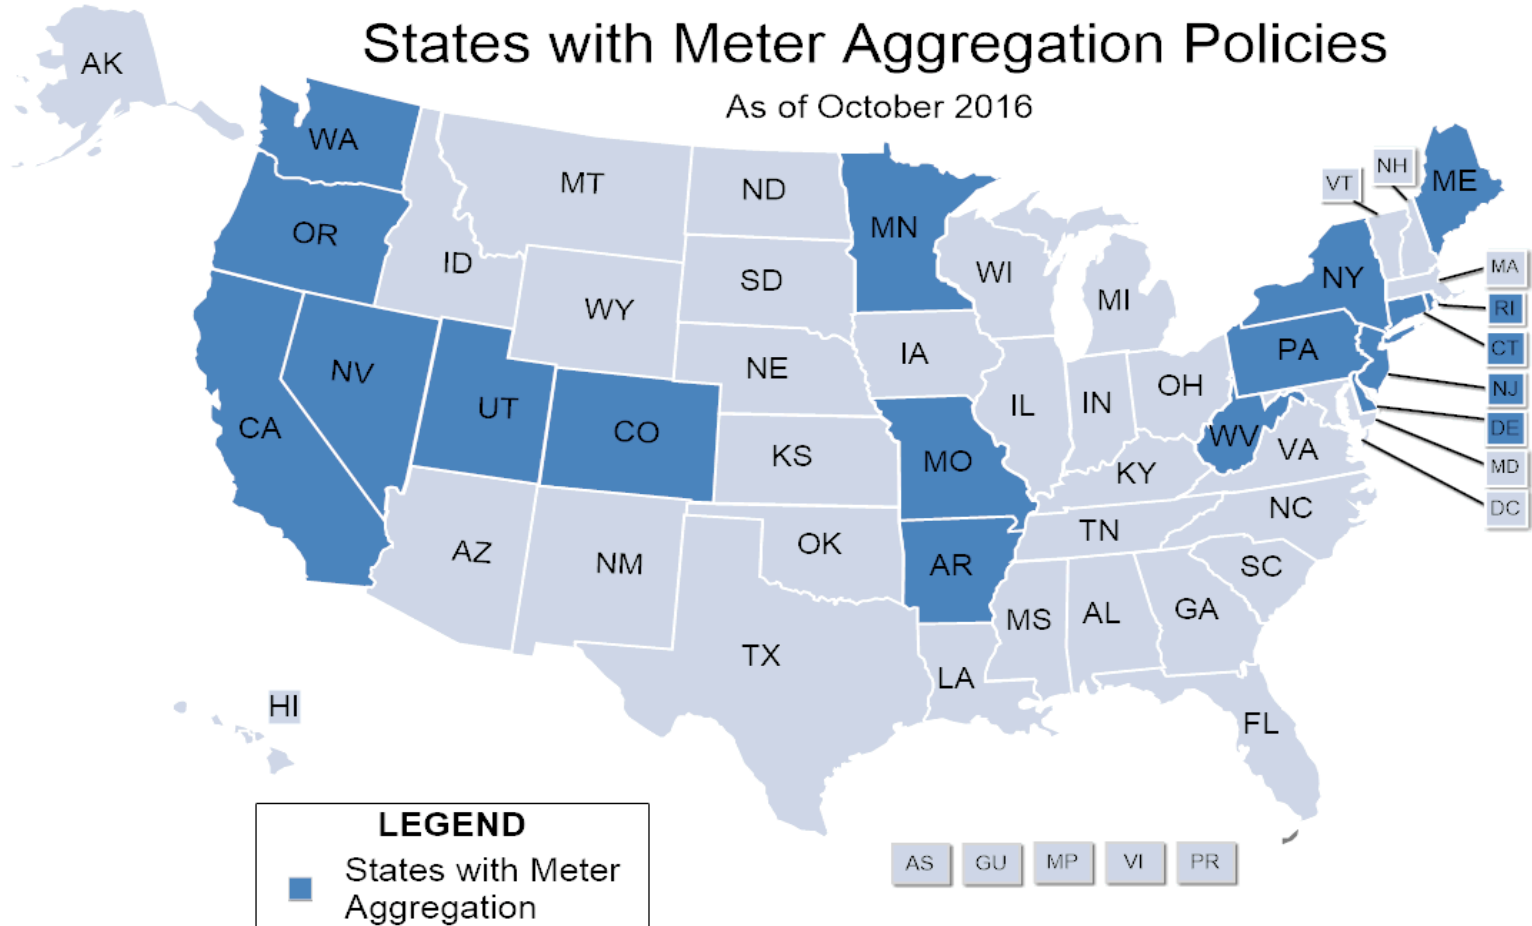 States with Meter Aggregation Policies
As of October 2016
AK
WA
MT
ND
MN
VT
NH
ME
OR
ID
SD
WI
MI
NY
MA
WY
RI
IA
NE
PA
CT
NV
UT
CO
IL
IN
OH
NJ
CA
KS
MO
KY
WV
VA
DE
MD
DC
AZ
NM
OK
AR
TN
NC
SC
MS
AL
GA
TX
LA
FL
HI
LEGEND
States with Meter
Aggregation
AS
GU
MP
VI
PR